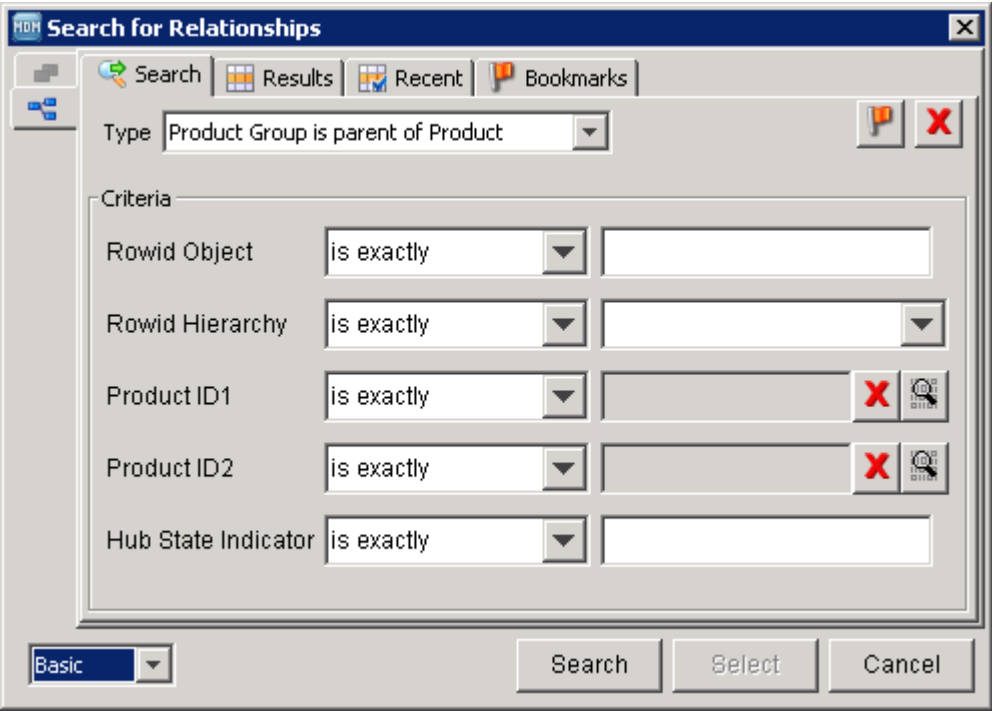 MDM Search for Relationships
Search Results Recent Bookmarks
Type Product Group is parent of Product
Criteria
Rowid Object is exactly
Rowid Hierarchy is exactly
Product ID1 is exactly
Product ID2 is exactly
Hub State Indicator is exactly
Basic Search Select Cancel